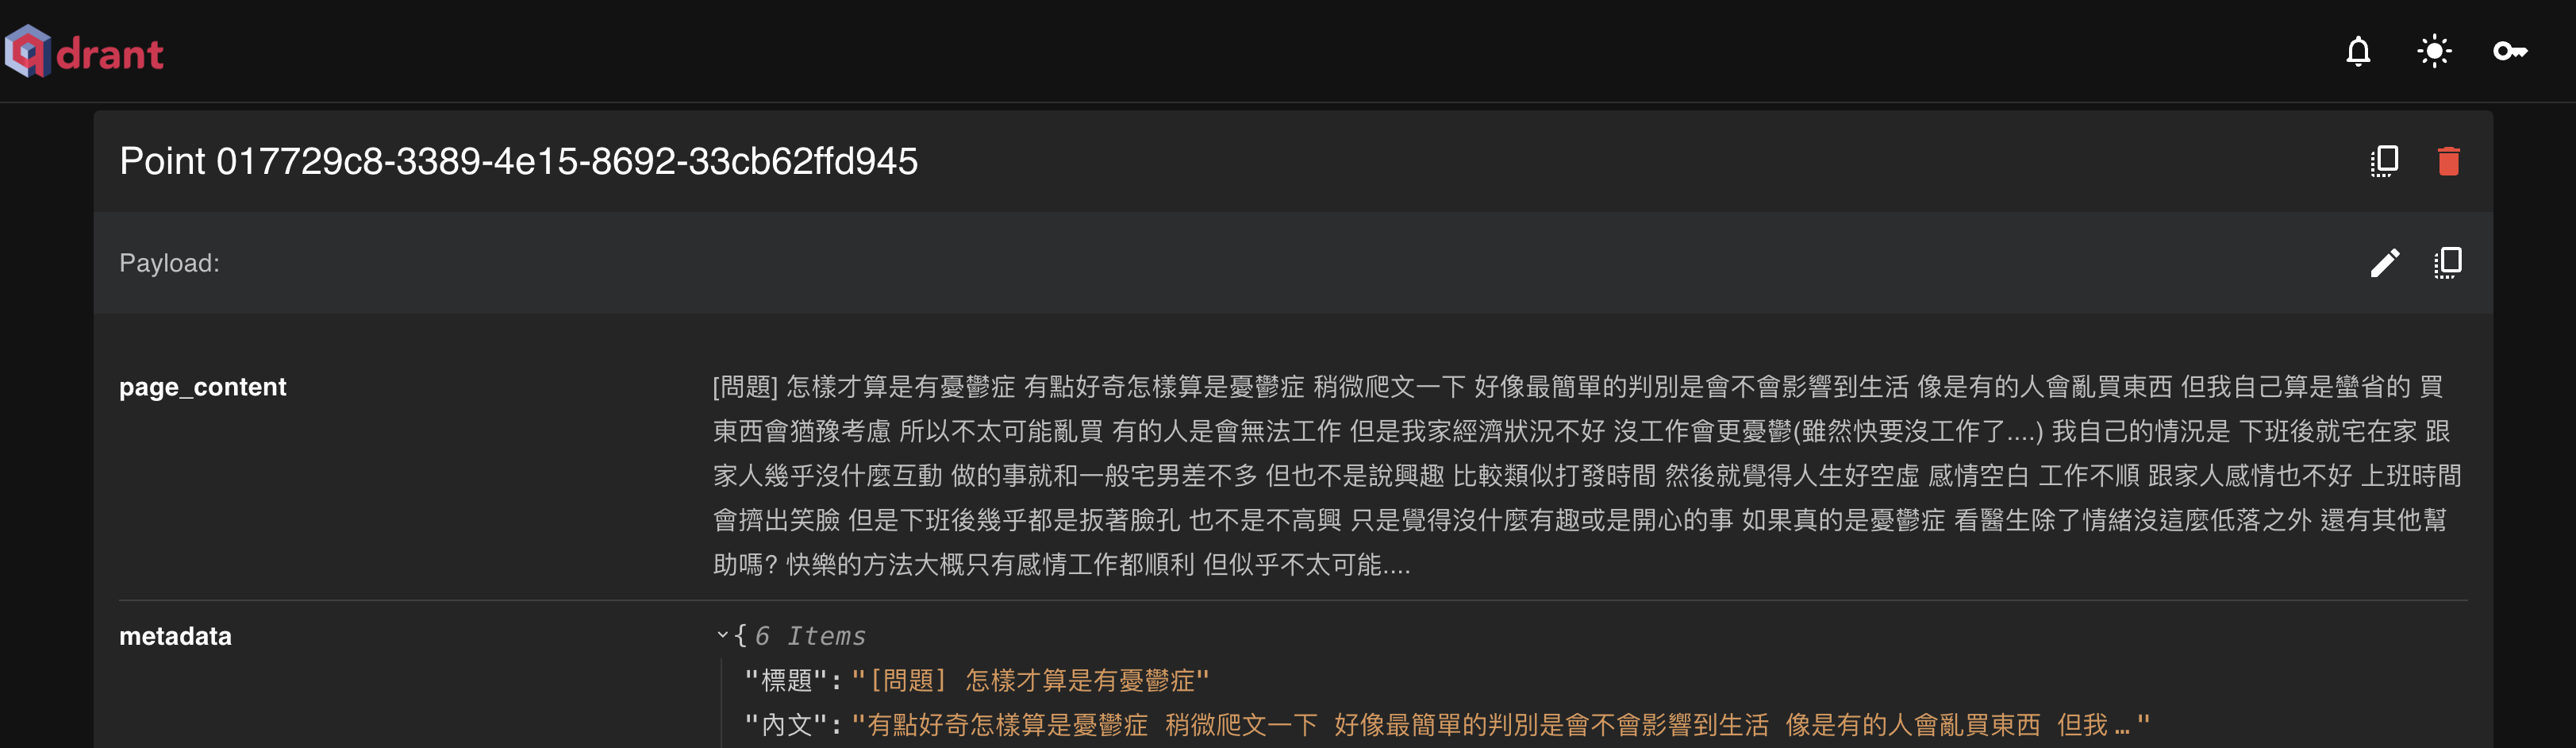 qdrant
Point 017729c8-3389-4e15-8692-33cb62ffd945
Payload:
page_content
[問題] 怎樣才算是有憂鬱症 有點好奇怎樣算是憂鬱症 稍微爬文一下 好像最簡單的判別是會不會影響到生活 像是有的人會亂買東西 但我自己算是蠻省的 買
東西會猶豫考慮 所以不太可能亂買 有的人是會無法工作 但是我家經濟狀況不好 沒工作會更憂鬱(雖然快要沒工作了....) 我自己的情況是 下班後就宅在家 跟
家人幾乎沒什麼互動 做的事就和一般宅男差不多 但也不是說興趣 比較類似打發時間 然後就覺得人生好空虛 感情空白 工作不順 跟家人感情也不好 上班時間
會擠出笑臉 但是下班後幾乎都是扳著臉孔 也不是不高興 只是覺得沒什麼有趣或是開心的事 如果真的是憂鬱症 看醫生除了情緒沒這麼低落之外 還有其他幫
助嗎? 快樂的方法大概只有感情工作都順利 但似乎不太可能....
metadata
{ 6 Items
"標題": "[問題] 怎樣才算是有憂鬱症"
"內文": "有點好奇怎樣算是憂鬱症 稍微爬文一下 好像最簡單的判別是會不會影響到生活 像是有的人會亂買東西 但我..."